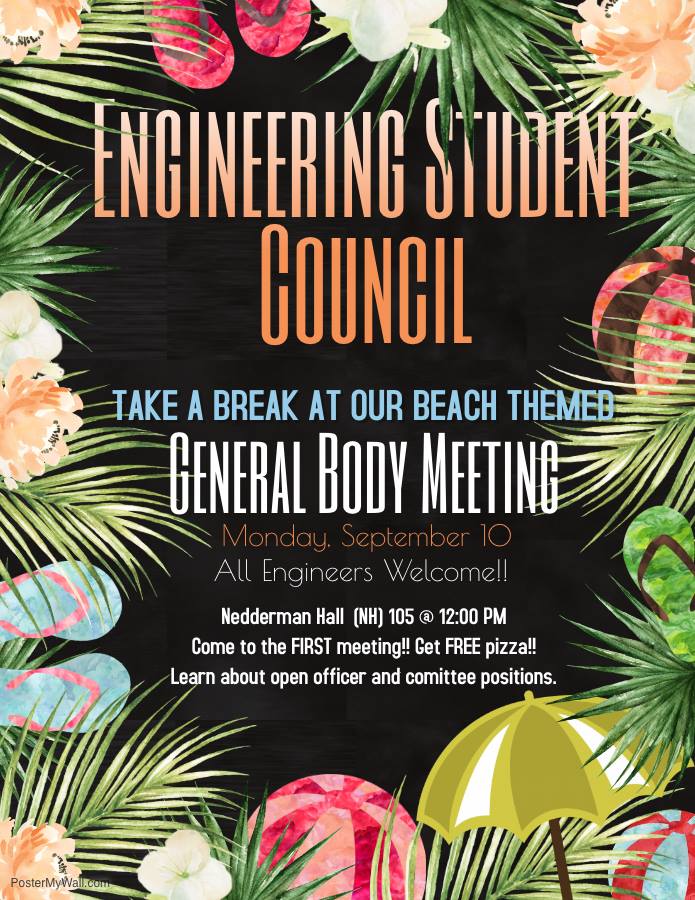 Engineering Student
Council
TAKE A BREAK AT OUR BEACH THEMED
General Body Meeting
Monday, September 10
All Engineers Welcome!!
Nedderman Hall (NH) 105 @ 12:00 PM
Come to the FIRST meeting!! Get FREE pizza!!
Learn about open officer and comittee positions.
PosterMyWall.com